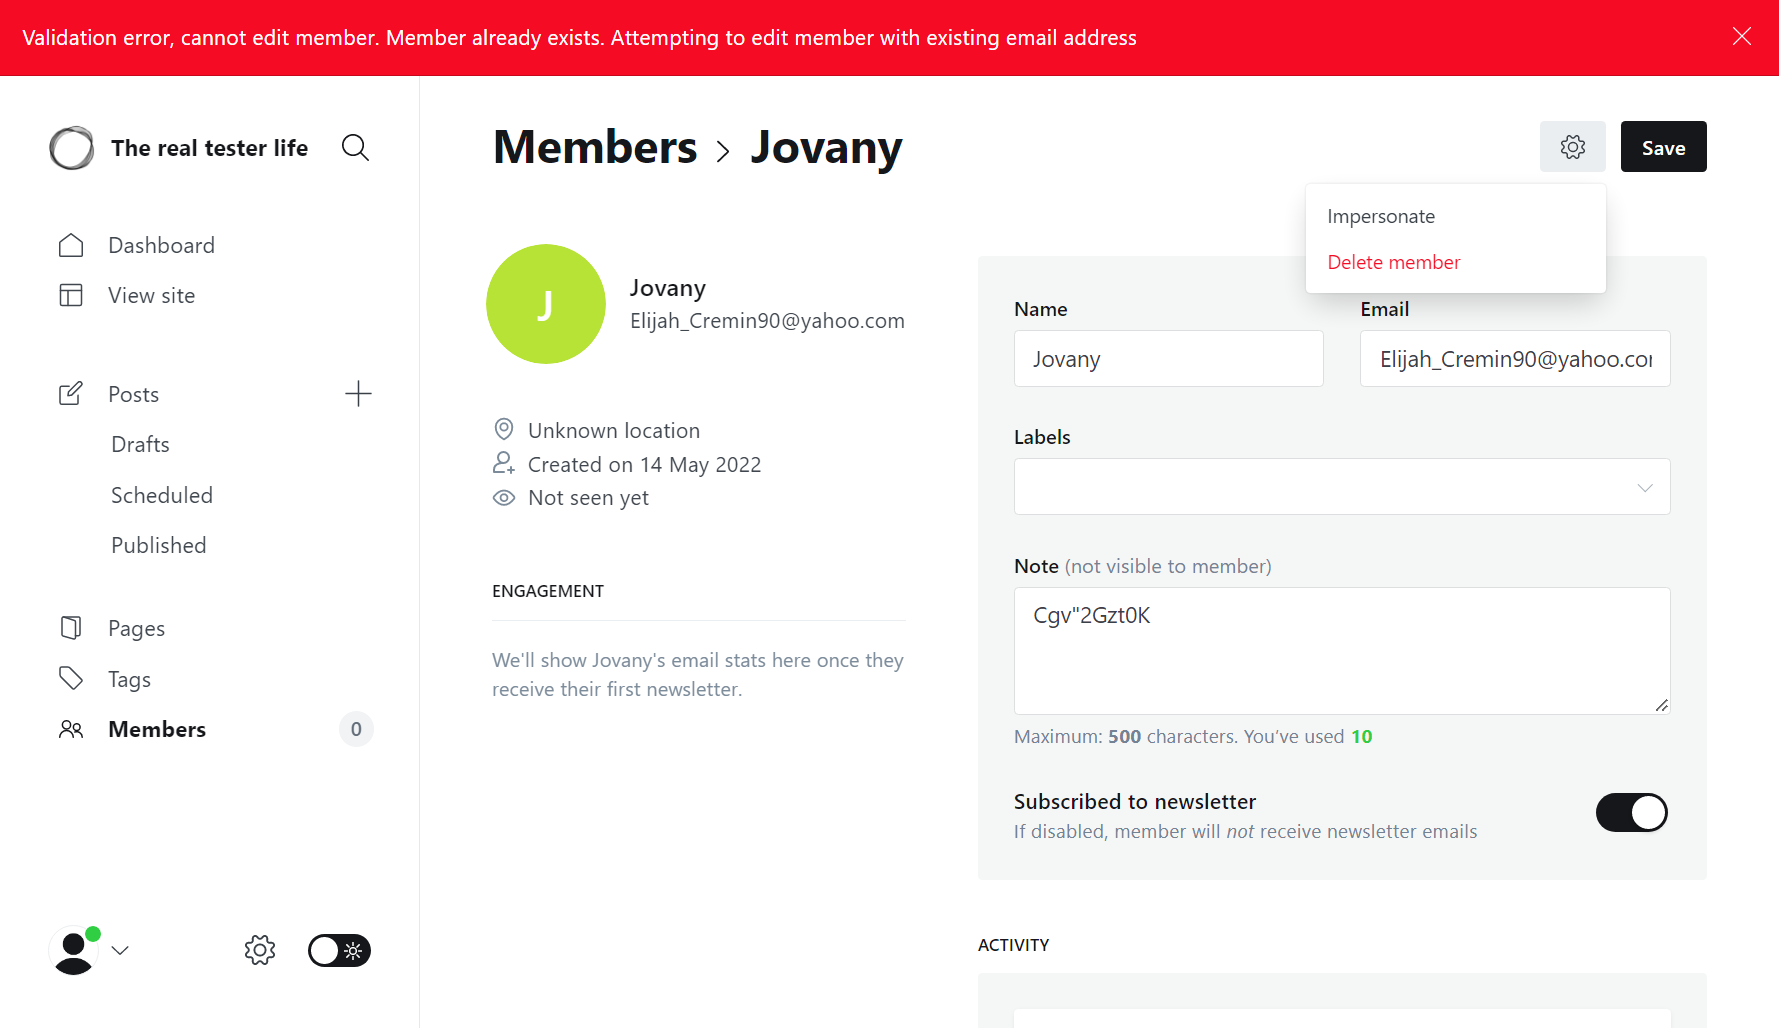 Validation error, cannot edit member. Member already exists. Attempting to edit member with existing email address
The real tester life
Dashboard
View site
Posts
Drafts
Scheduled
Published
Pages
Tags
Members
0
Members > Jovany
Save
Impersonate
Delete member
J
Jovany
Elijah_Cremin90@yahoo.com
Unknown location
Created on 14 May 2022
Not seen yet
ENGAGEMENT
We'll show Jovany's email stats here once they
receive their first newsletter.
Name
Jovany
Email
Elijah_Cremin90@yahoo.co
Labels
Note (not visible to member)
Cgv"2Gzt0K
Maximum: 500 characters. You’ve used 10
Subscribed to newsletter
If disabled, member will not receive newsletter emails
ACTIVITY